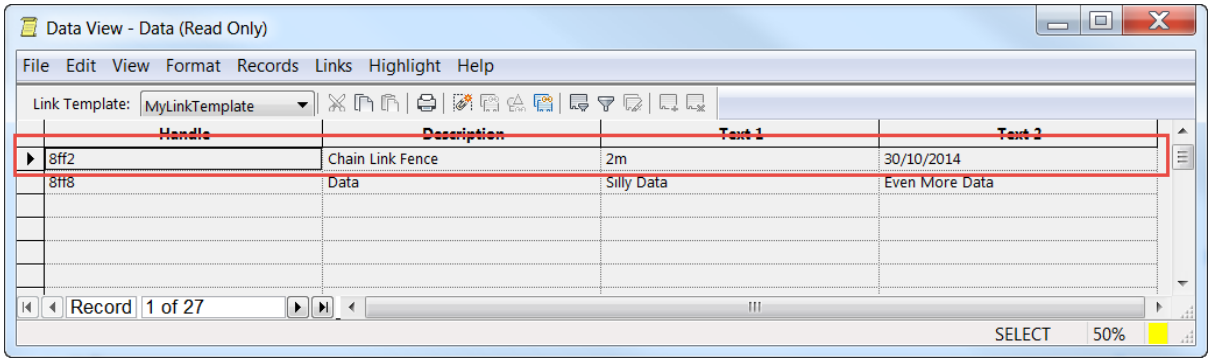 Data View - Data (Read Only)
File Edit View Format Records Links Highlight Help
Link Template: MyLinkTemplate
Handle Description Text 1 Text 2
8ff2 Chain Link Fence 2m 30/10/2014
8ff8 Data Silly Data Even More Data
Record 1 of 27
SELECT 50%